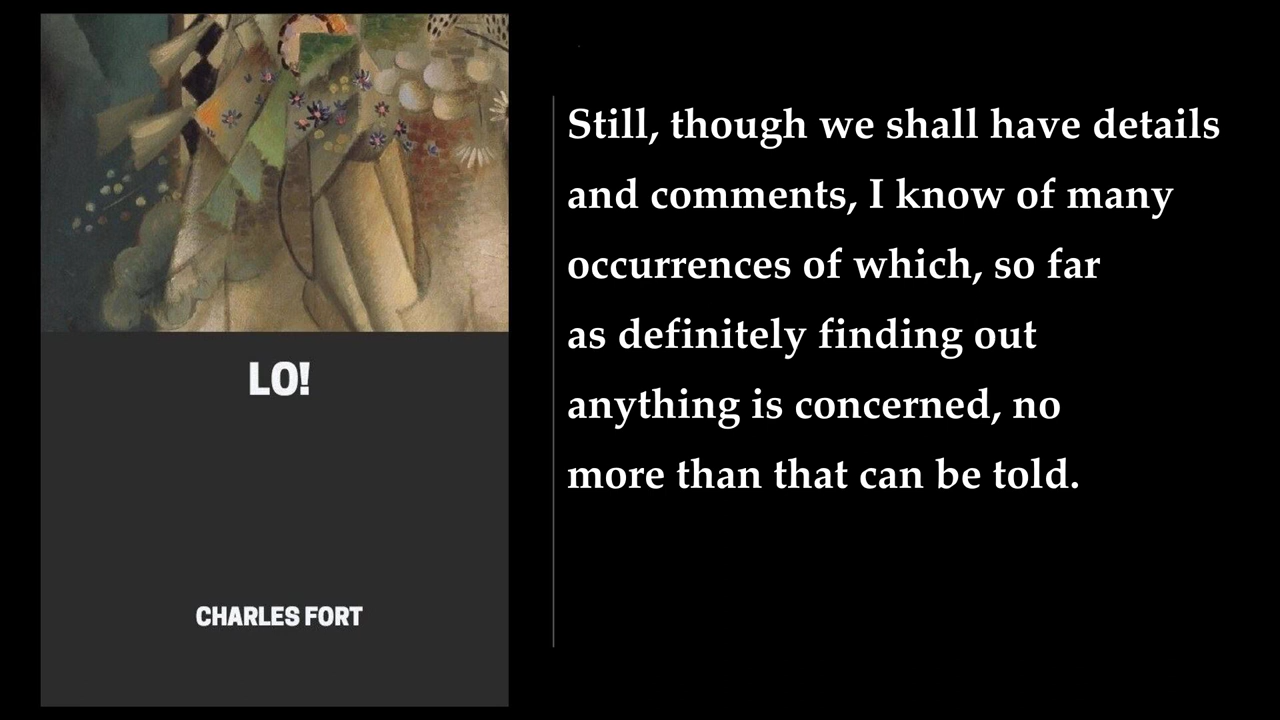 LO!
CHARLES FORT
Still, though we shall have details
and comments, I know of many
occurrences of which, so far
as definitely finding out
anything is concerned, no
more than that can be told.